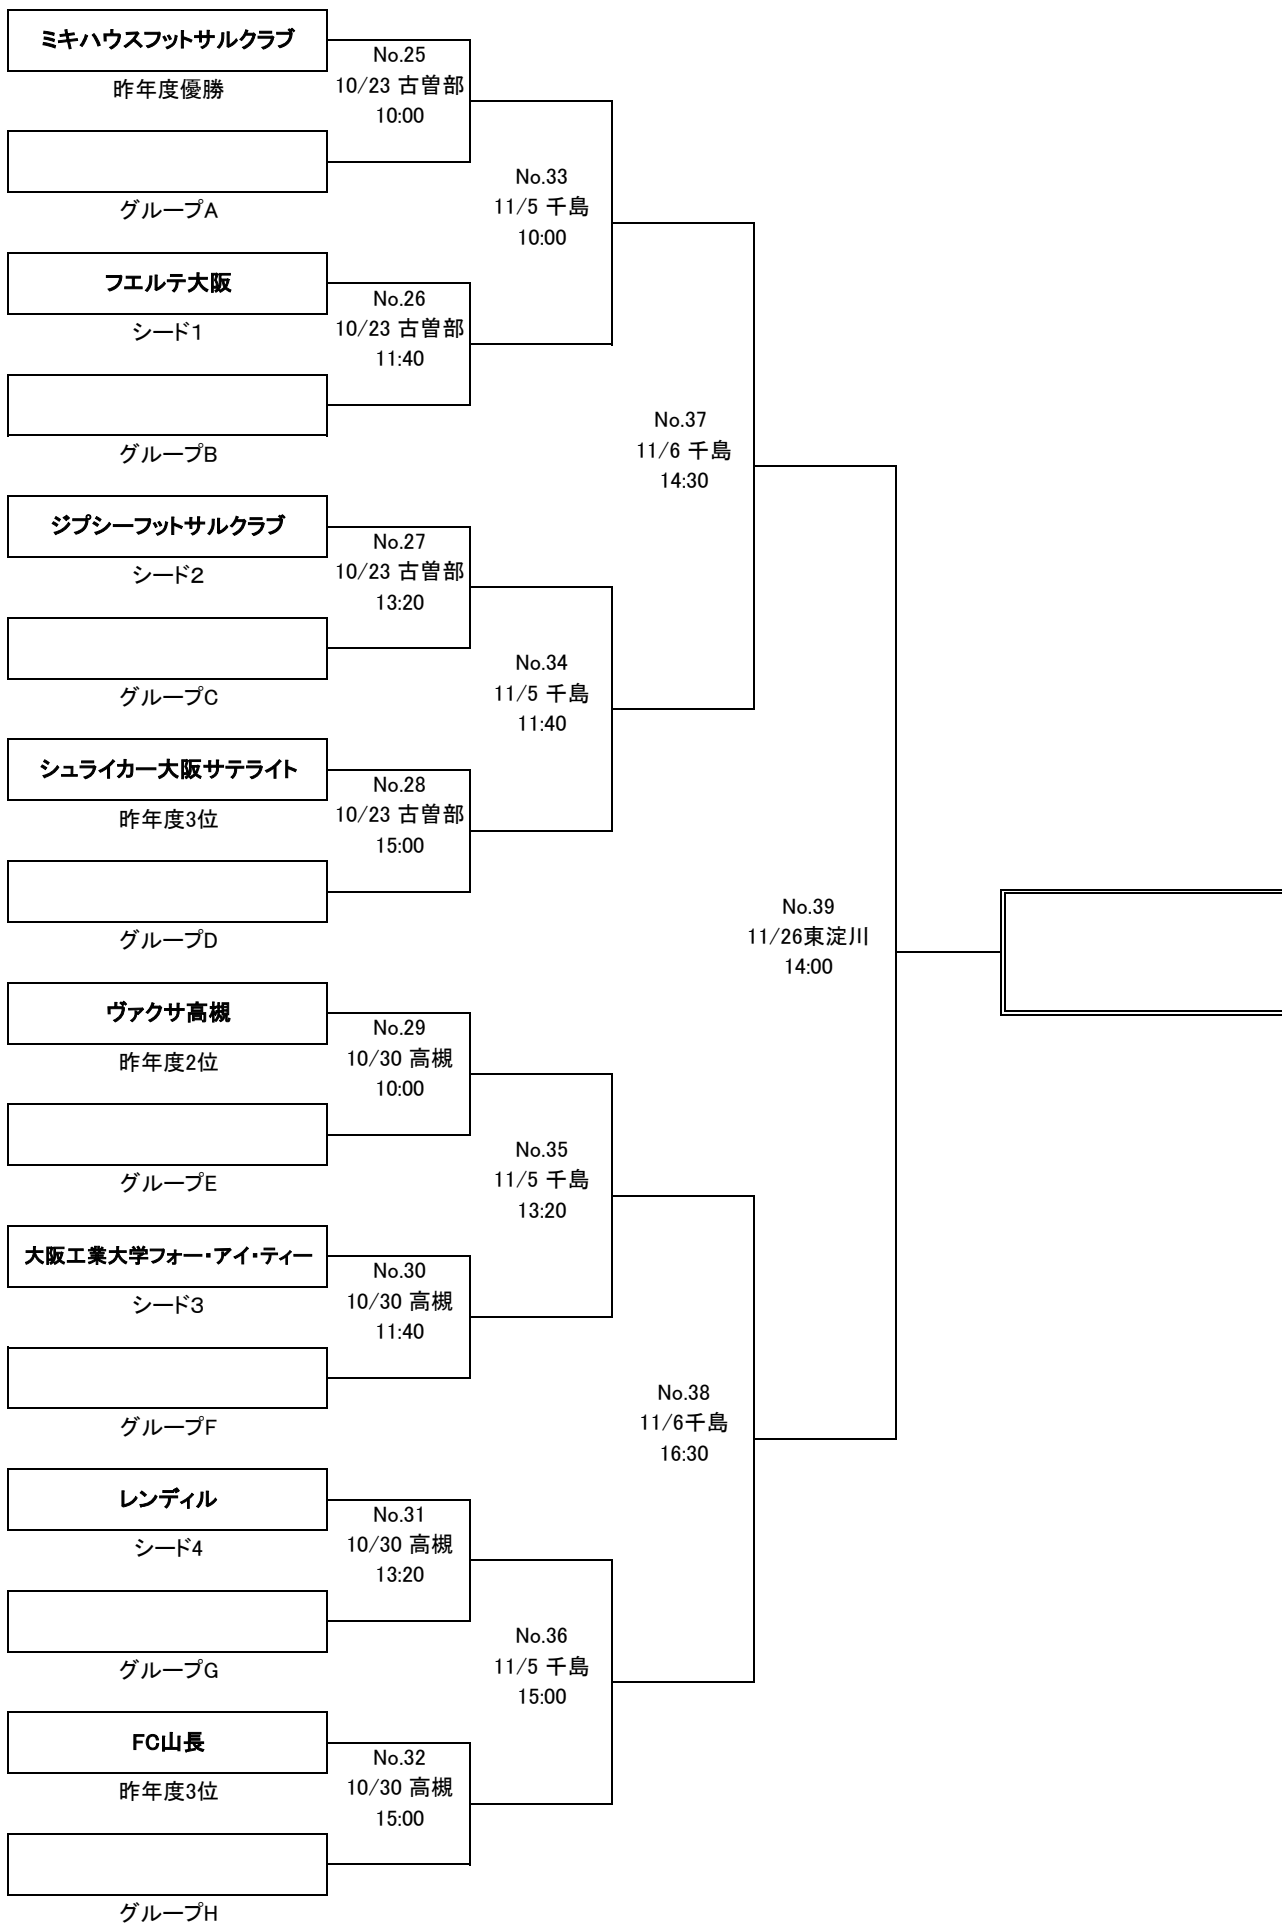 ミキハウスフットサルクラブ
昨年度優勝
No.25
10/23 古曽部
10:00
グループA
No.33
11/5 千島
10:00
フエルテ大阪
シード1
No.26
10/23 古曽部
11:40
グループB
No.37
11/6 千島
14:30
ジプシーフットサルクラブ
シード2
No.27
10/23 古曽部
13:20
グループC
No.34
11/5 千島
11:40
シュライカー大阪サテライト
昨年度3位
No.28
10/23 古曽部
15:00
グループD
No.39
11/26東淀川
14:00
ヴァクサ高槻
昨年度2位
No.29
10/30 高槻
10:00
グループE
No.35
11/5 千島
13:20
大阪工業大学フォー・アイ・ティー
シード3
No.30
10/30 高槻
11:40
グループF
No.38
11/6千島
16:30
レンディル
シード4
No.31
10/30 高槻
13:20
グループG
No.36
11/5 千島
15:00
FC山長
昨年度3位
No.32
10/30 高槻
15:00
グループH